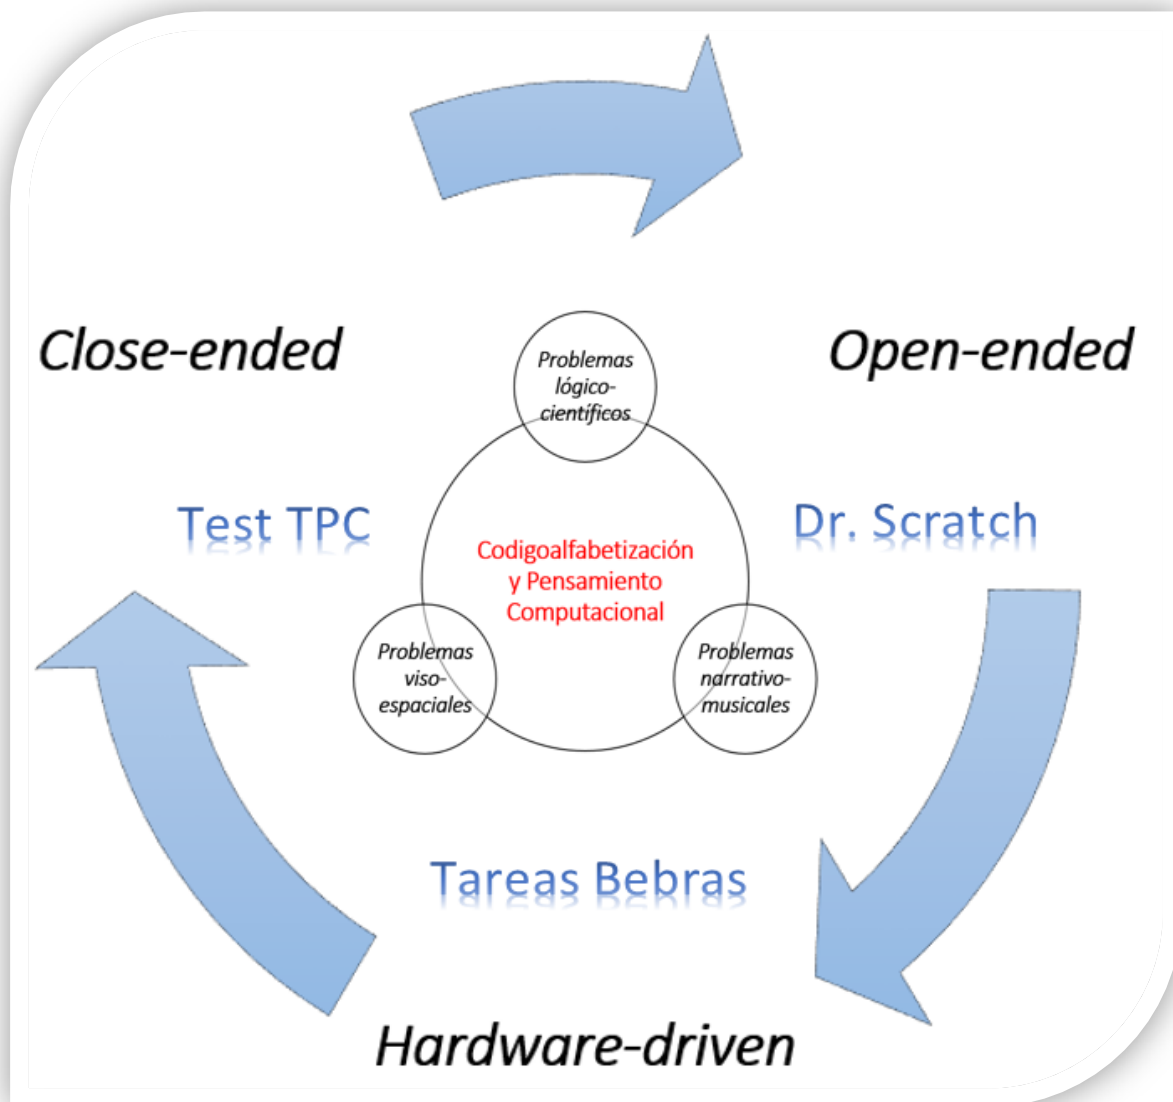 Close-ended
Open-ended
Problemas
lógico-
científicos
Test TPC
Dr. Scratch
Codigoalfabetización
y Pensamiento
Computacional
Problemas
viso-
espaciales
Problemas
narrativo-
musicales
Tareas Bebras
Hardware-driven